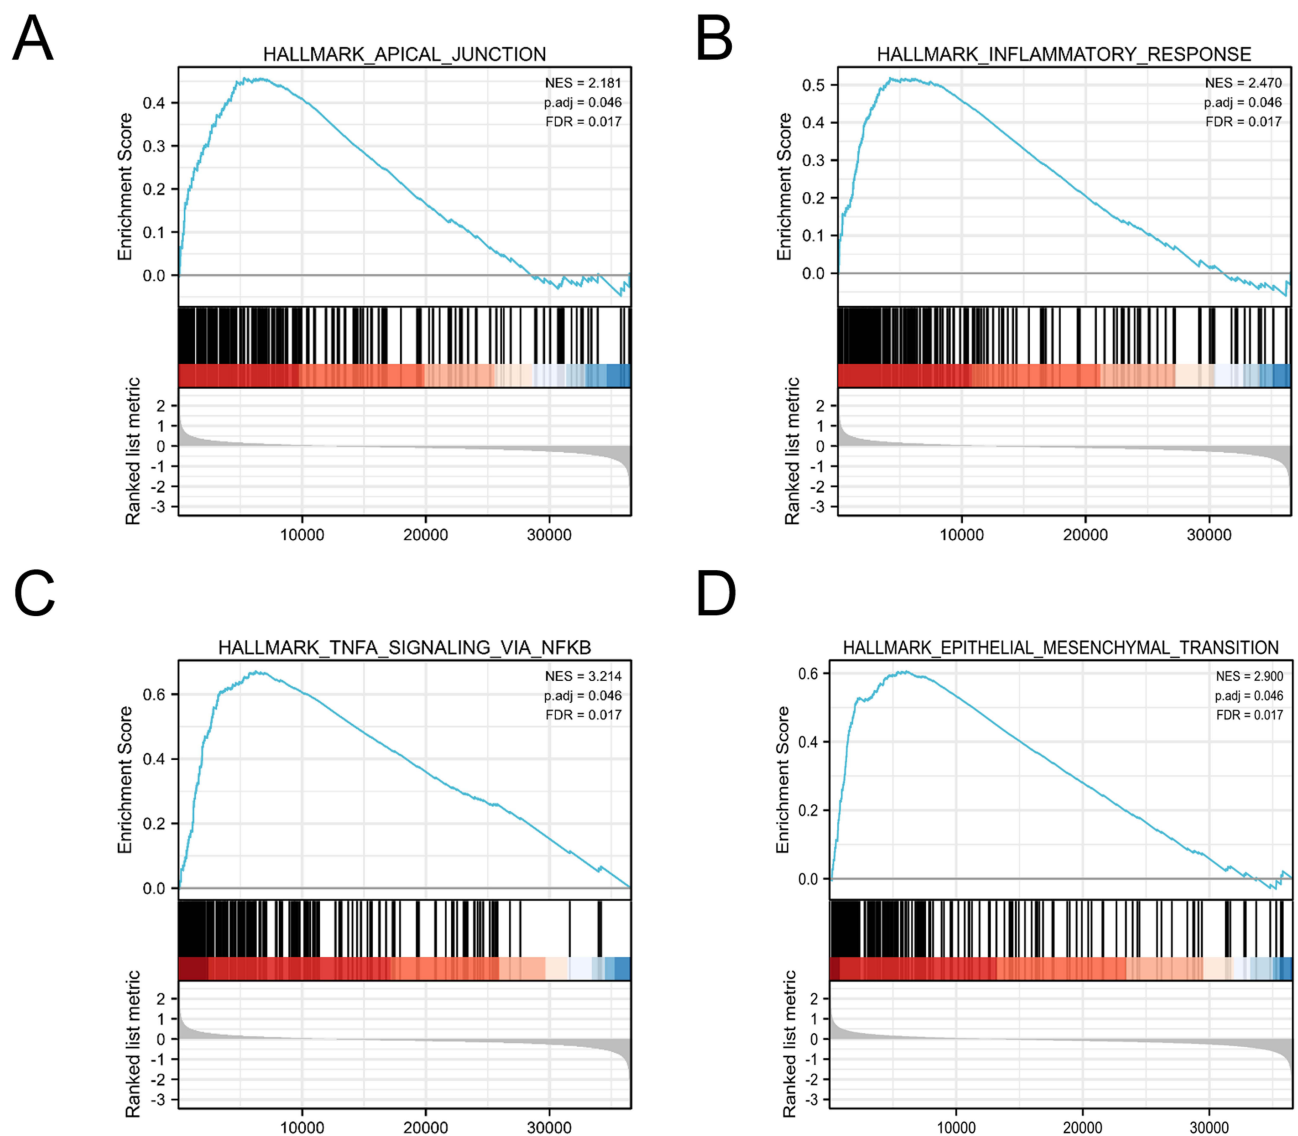 A
HALLMARK_APICAL_JUNCTION
NES = 2.181
p.adj = 0.046
FDR = 0.017
Enrichment Score
0.4
0.3
0.2
0.1
0.0
Ranked list metric
2
1
0
-1
-2
-3
10000 20000 30000
B
HALLMARK_INFLAMMATORY_RESPONSE
NES = 2.470
p.adj = 0.046
FDR = 0.017
Enrichment Score
0.5
0.4
0.3
0.2
0.1
0.0
Ranked list metric
2
1
0
-1
-2
-3
10000 20000 30000
C
HALLMARK_TNFA_SIGNALING_VIA_NFKB
NES = 3.214
p.adj = 0.046
FDR = 0.017
Enrichment Score
0.6
0.4
0.2
0.0
Ranked list metric
2
1
0
-1
-2
-3
10000 20000 30000
D
HALLMARK_EPITHELIAL_MESENCHYMAL_TRANSITION
NES = 2.900
p.adj = 0.046
FDR = 0.017
Enrichment Score
0.6
0.4
0.2
0.0
Ranked list metric
2
1
0
-1
-2
-3
10000 20000 30000